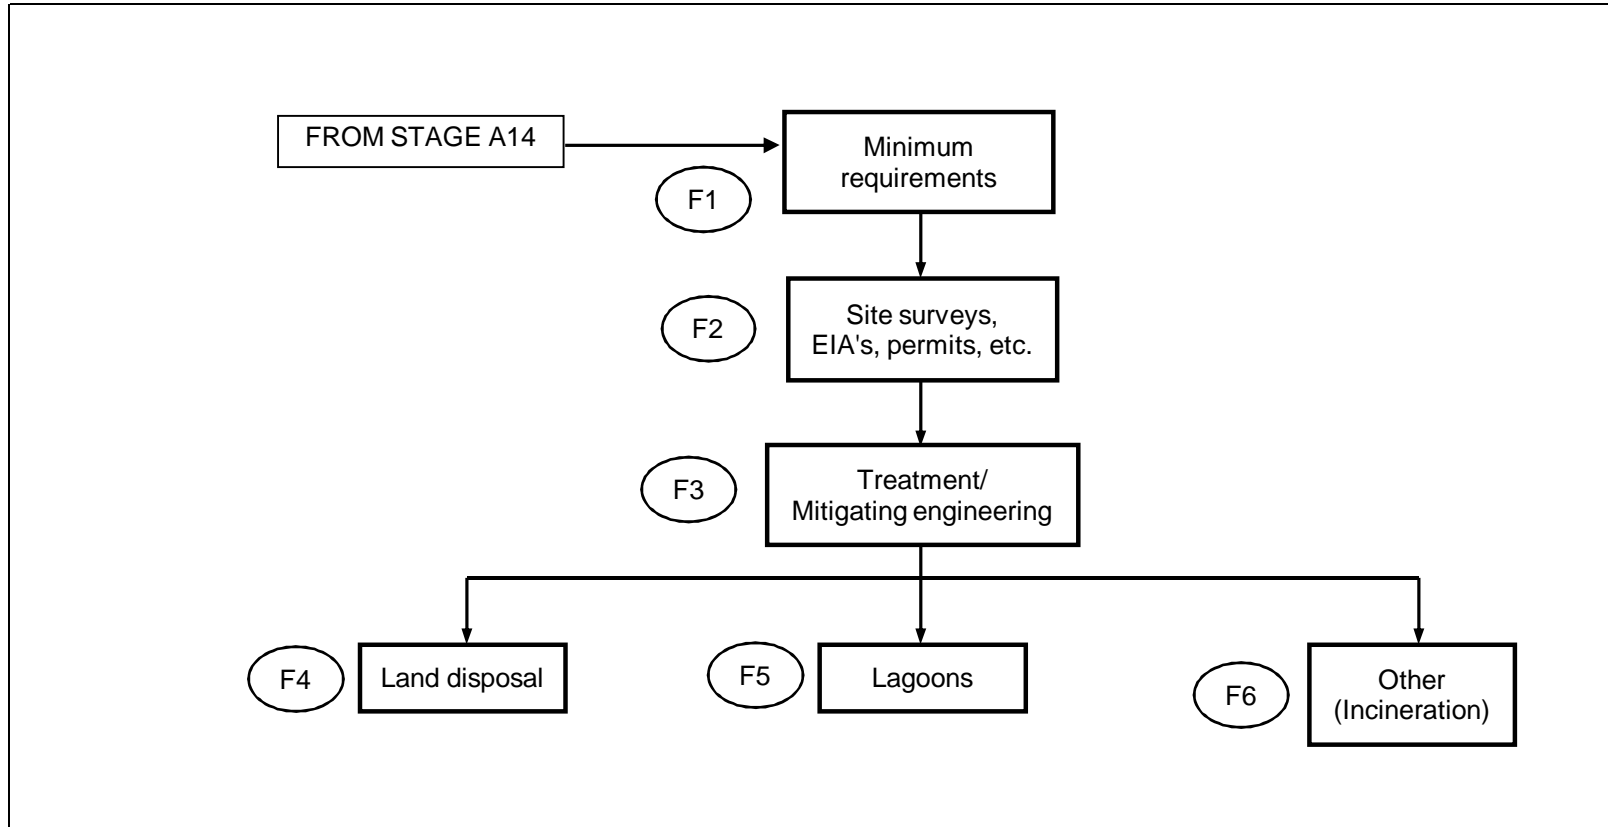 FROM STAGE A14
Minimum
requirements
F1
F2
Site surveys,
EIA's, permits, etc.
F3
Treatment/
Mitigating engineering
F4
Land disposal
F5
Lagoons
F6
Other
(Incineration)